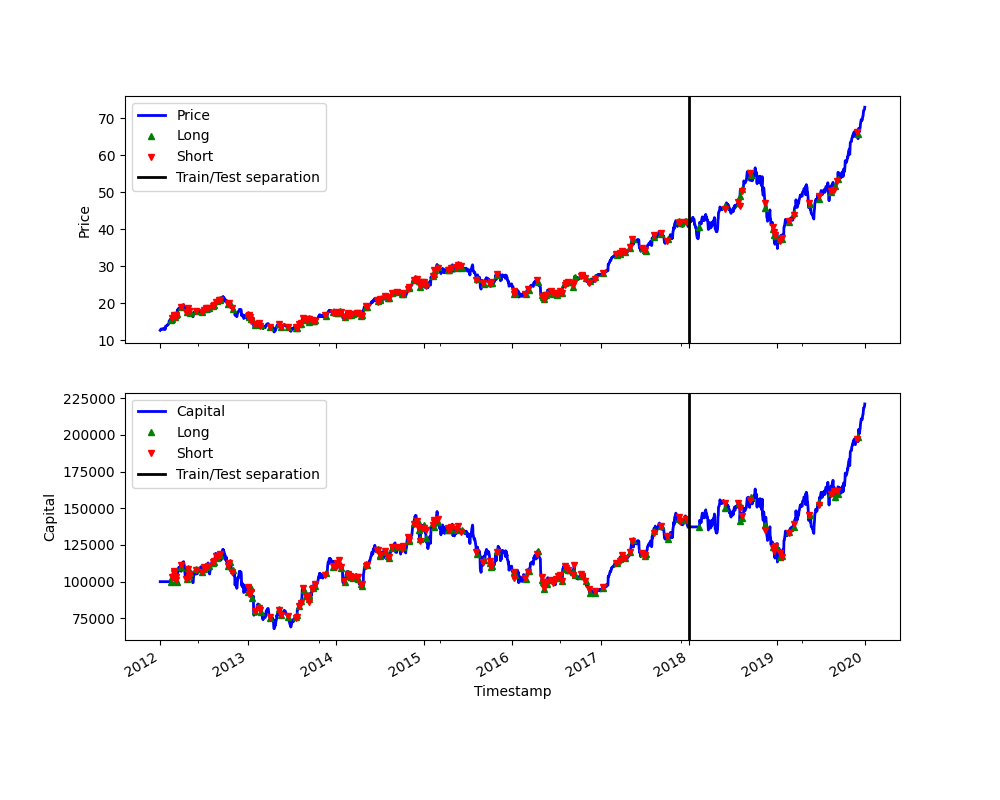 Price
Long
Short
Train/Test separation
70
60
50
40
30
20
10
Price
Capital
Long
Short
Train/Test separation
225000
200000
175000
150000
125000
100000
75000
Capital
2012
2013
2014
2015
2016
2017
2018
2019
2020
Timestamp